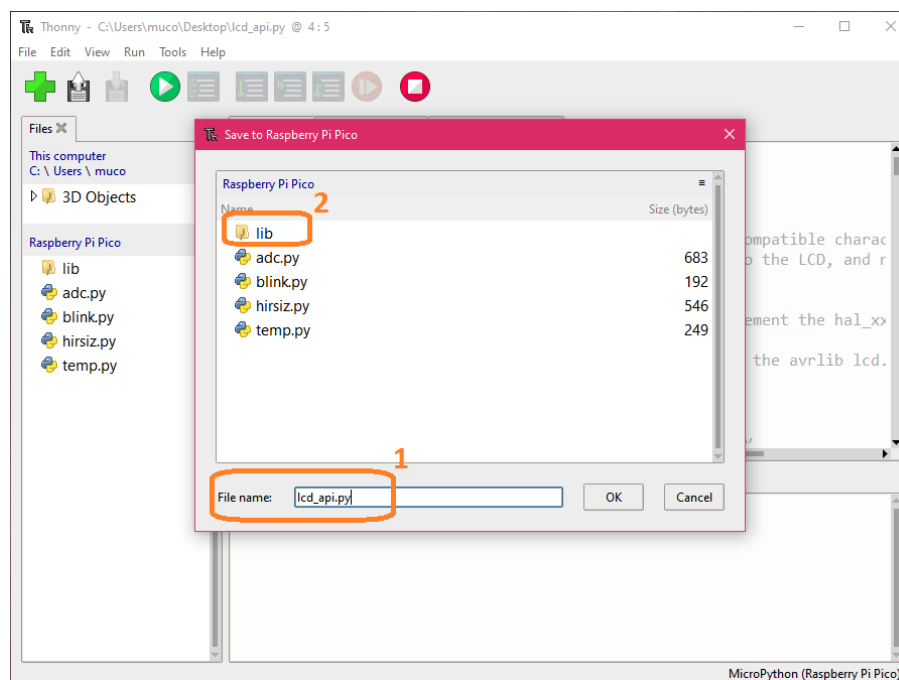 Thonny - C:\Users\muco\Desktop\lcd_api.py @ 4:5
File Edit View Run Tools Help
Files
This computer
C: \ Users \ muco
3D Objects
Raspberry Pi Pico
lib
adc.py
blink.py
hirsiz.py
temp.py
Save to Raspberry Pi Pico
Raspberry Pi Pico
Name Size (bytes)
2
lib
adc.py 683
blink.py 192
hirsiz.py 546
temp.py 249
1
File name: lcd_api.py OK Cancel
ompatible charac
o the LCD, and r
ement the hal_xx
the avrlib lcd.
MicroPython (Raspberry Pi Pico)